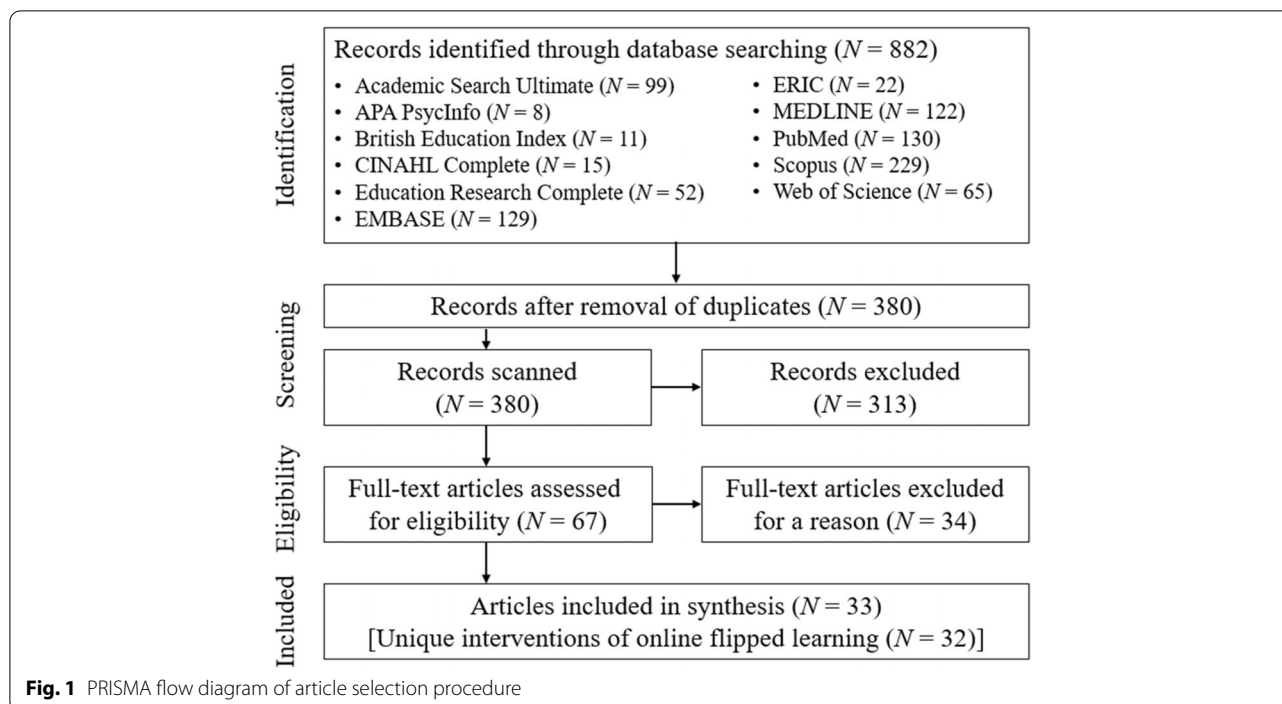 Identification
Records identified through database searching (N = 882)
• Academic Search Ultimate (N = 99)
• APA PsycInfo (N = 8)
• British Education Index (N = 11)
• CINAHL Complete (N = 15)
• Education Research Complete (N = 52)
• EMBASE (N = 129)
• ERIC (N = 22)
• MEDLINE (N = 122)
• PubMed (N = 130)
• Scopus (N = 229)
• Web of Science (N = 65)
Screening
Records after removal of duplicates (N = 380)
Records scanned
(N = 380)
Records excluded
(N = 313)
Eligibility
Full-text articles assessed
for eligibility (N = 67)
Full-text articles excluded
for a reason (N = 34)
Included
Articles included in synthesis (N = 33)
[Unique interventions of online flipped learning (N = 32)]
Fig. 1 PRISMA flow diagram of article selection procedure